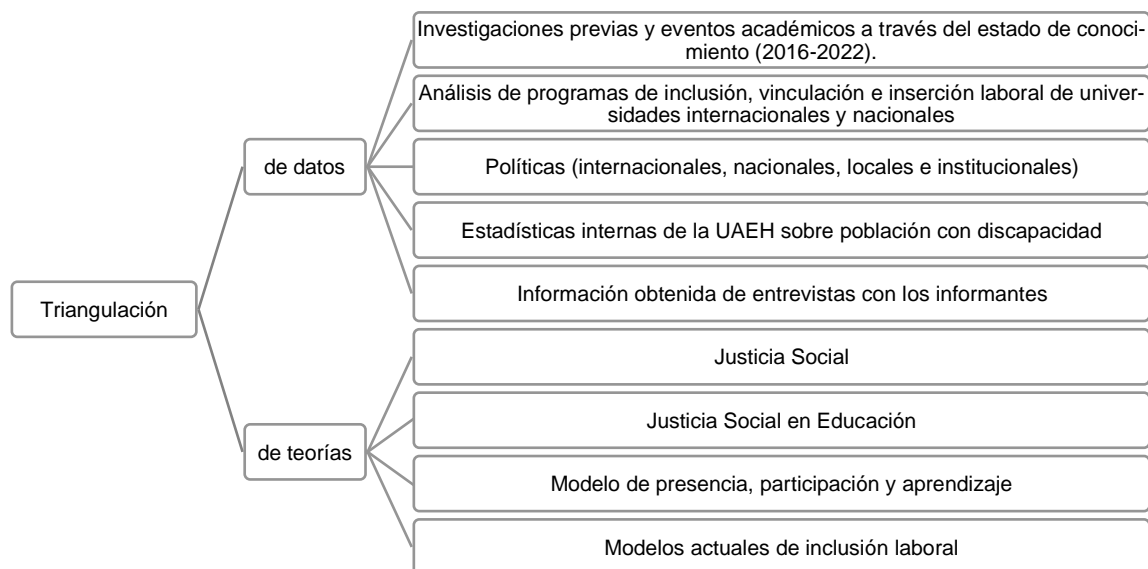 Triangulación
de datos
Investigaciones previas y eventos académicos a través del estado de conoci-
miento (2016-2022).
Análisis de programas de inclusión, vinculación e inserción laboral de univer-
sidades internacionales y nacionales
Políticas (internacionales, nacionales, locales e institucionales)
Estadísticas internas de la UAEH sobre población con discapacidad
Información obtenida de entrevistas con los informantes
de teorías
Justicia Social
Justicia Social en Educación
Modelo de presencia, participación y aprendizaje
Modelos actuales de inclusión laboral